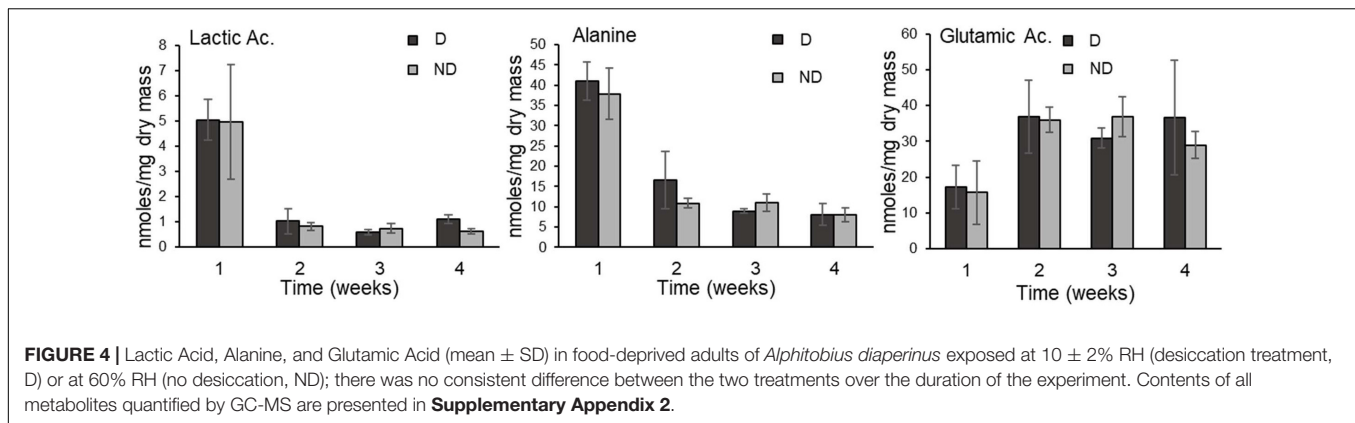 Lactic Ac.
D
ND
nmoles/mg dry mass
8
7
6
5
4
3
2
1
0
1 2 3 4
Time (weeks)
Alanine
D
ND
nmoles/mg dry mass
50
45
40
35
30
25
20
15
10
5
0
1 2 3 4
Time (weeks)
Glutamic Ac.
D
ND
nmoles/mg dry mass
60
50
40
30
20
10
0
1 2 3 4
Time (weeks)
FIGURE 4 | Lactic Acid, Alanine, and Glutamic Acid (mean ± SD) in food-deprived adults of Alphitobius diaperinus exposed at 10 ± 2% RH (desiccation treatment,
D) or at 60% RH (no desiccation, ND); there was no consistent difference between the two treatments over the duration of the experiment. Contents of all
metabolites quantified by GC-MS are presented in Supplementary Appendix 2.